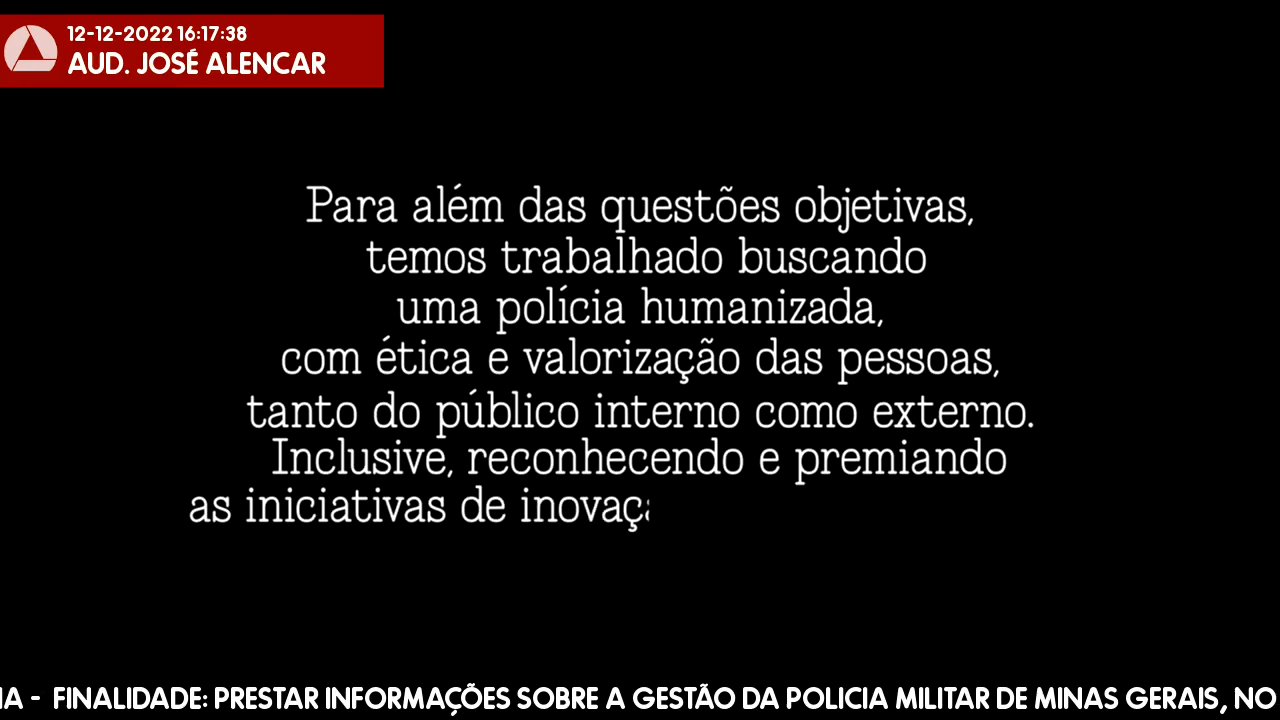 12-12-2022 16:17:38
AUD. JOSÉ ALENCAR
Para além das questões objetivas,
temos trabalhado buscando
uma polícia humanizada,
com ética e valorização das pessoas,
tanto do público interno como externo.
Inclusive, reconhecendo e premiando
as iniciativas de inovaç
- FINALIDADE: PRESTAR INFORMAÇÕES SOBRE A GESTÃO DA POLICIA MILITAR DE MINAS GERAIS, NO